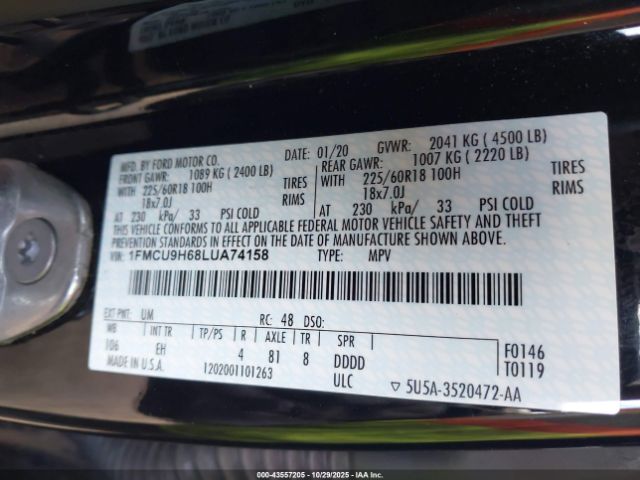 MFD. BY FORD MOTOR CO.
DATE: 01/20 GVWR: 2041 KG ( 4500 LB)
FRONT GAWR: 1089 KG ( 2400 LB)
REAR GAWR: 1007 KG ( 2220 LB)
WITH 225/60R18 100H TIRES
225/60R18 100H TIRES
WITH
18x7.0J RIMS
18x7.0J RIMS
AT 230 kPa/ 33 PSI COLD
AT 230 kPa/ 33 PSI COLD
THIS VEHICLE CONFORMS TO ALL APPLICABLE FEDERAL MOTOR VEHICLE SAFETY AND THEFT
PREVENTION STANDARDS IN EFFECT ON THE DATE OF MANUFACTURE SHOWN ABOVE.
VIN: 1FMCU9H68LUA74158 TYPE: MPV
EXT PNT: UM RC: 48 DSO:
WB INT TR TP/PS R AXLE TR SPR
106 EH 4 81 8 DDDD
F0146
T0119
MADE IN U.S.A. 1202001101263 ULC
▽ 5U5A-3520472-AA
000-43557205 - 10/29/2025 - IAAI.COM